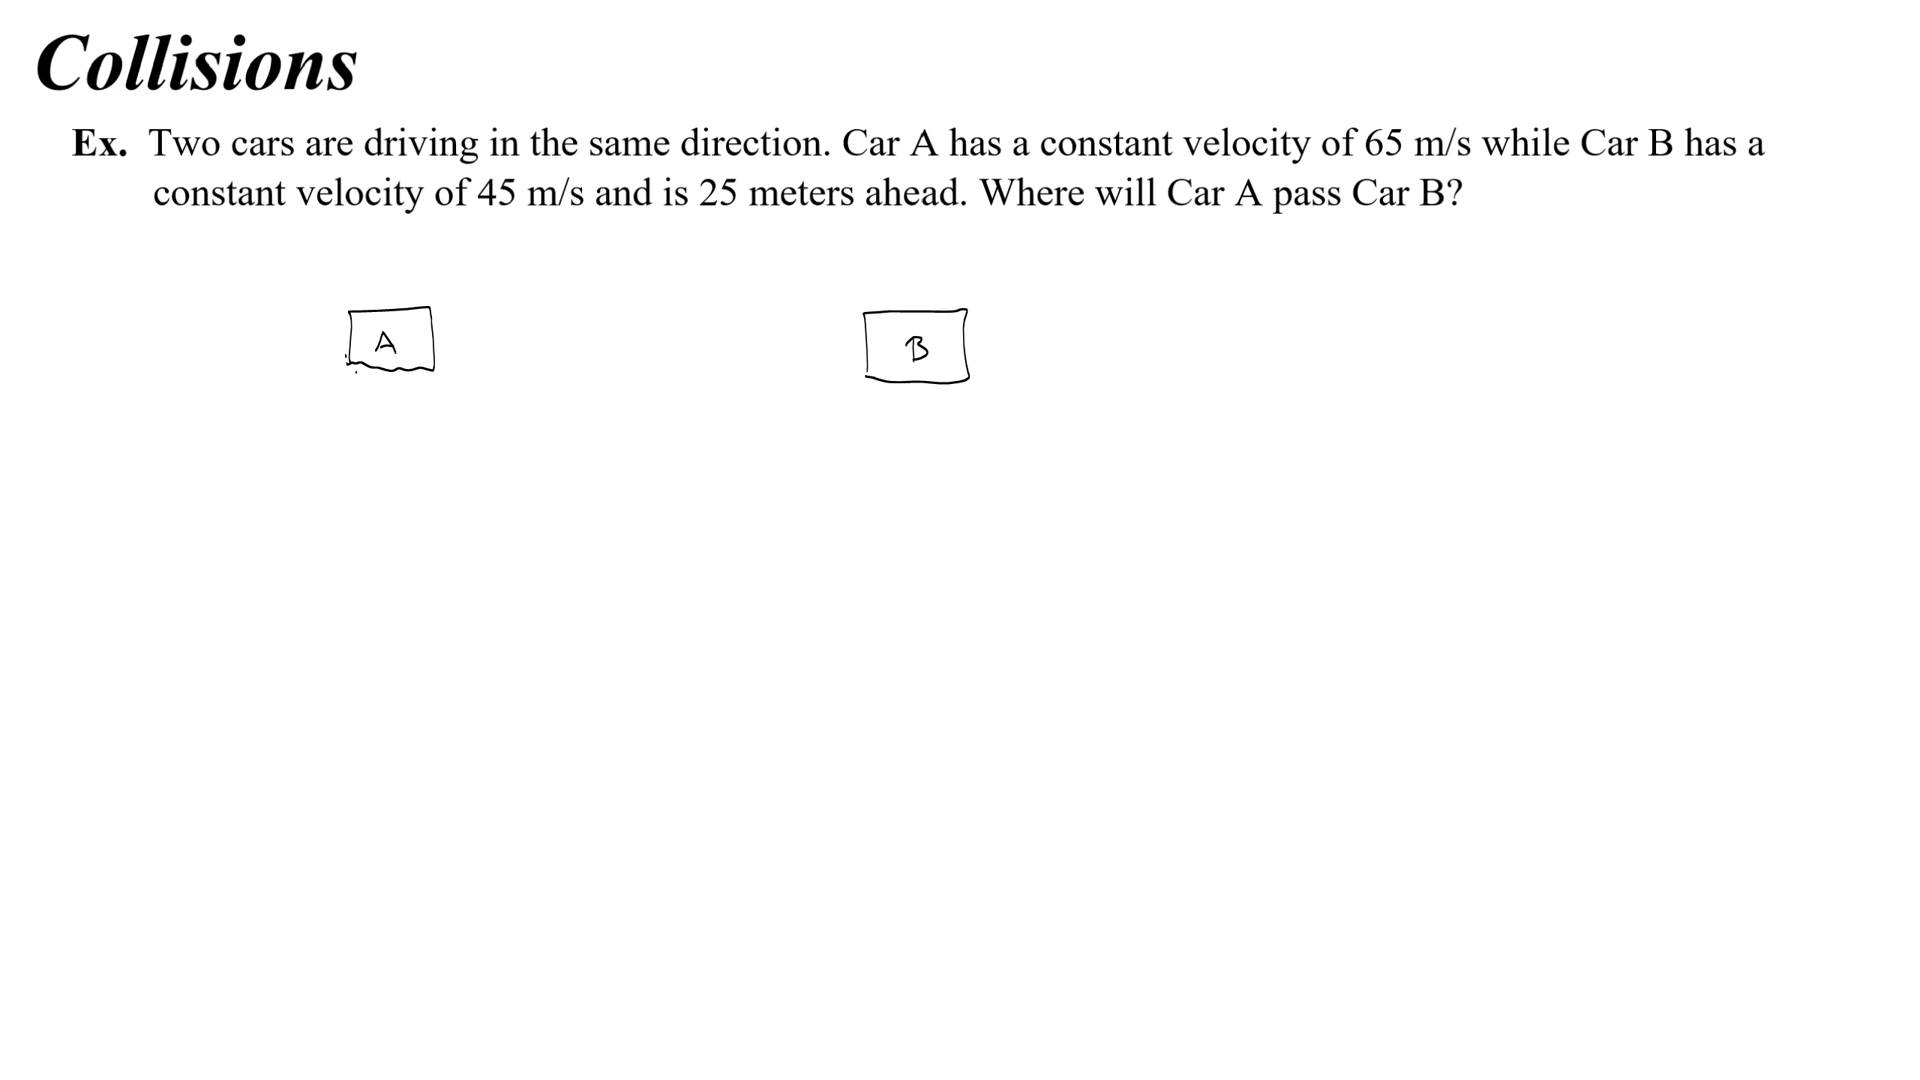 Collisions
Ex. Two cars are driving in the same direction. Car A has a constant velocity of 65 m/s while Car B has a
constant velocity of 45 m/s and is 25 meters ahead. Where will Car A pass Car B?
A B